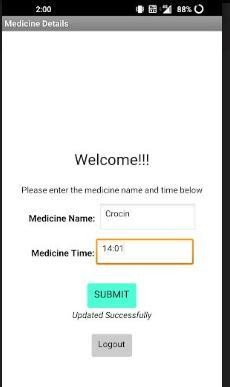 2:00
88%
Medicine Details
Welcome!!!
Please enter the medicine name and time below
Medicine Name: Crocin
Medicine Time: 14:01
SUBMIT
Updated Successfully
Logout